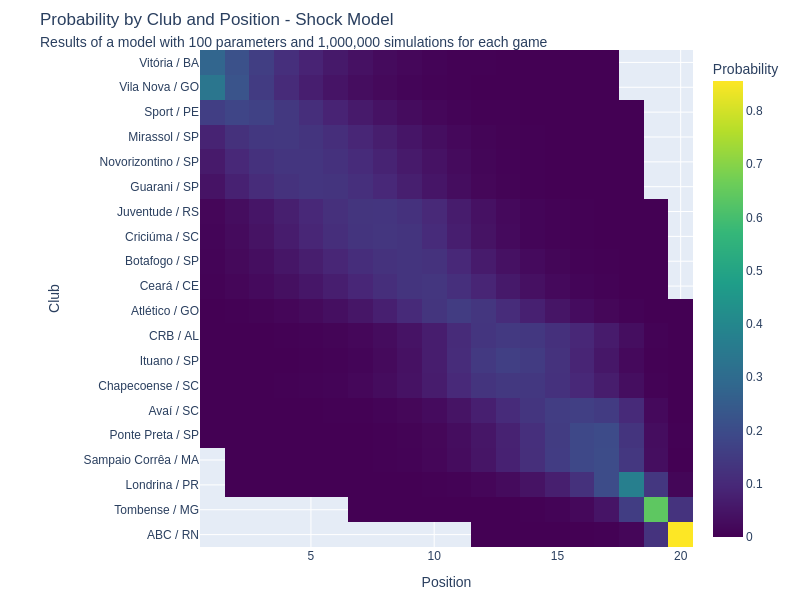 Probability by Club and Position - Shock Model
Results of a model with 100 parameters and 1,000,000 simulations for each game
Probability
Vitória / BA
Vila Nova / GO
Sport / PE
Mirassol / SP
Novorizontino / SP
Guarani / SP
Juventude / RS
Criciúma / SC
Botafogo / SP
Ceará / CE
Atlético / GO
CRB / AL
Ituano / SP
Chapecoense / SC
Avaí / SC
Ponte Preta / SP
Sampaio Corrêa / MA
Londrina / PR
Tombense / MG
ABC / RN
Club
5
10
15
20
Position
0.8
0.7
0.6
0.5
0.4
0.3
0.2
0.1
0